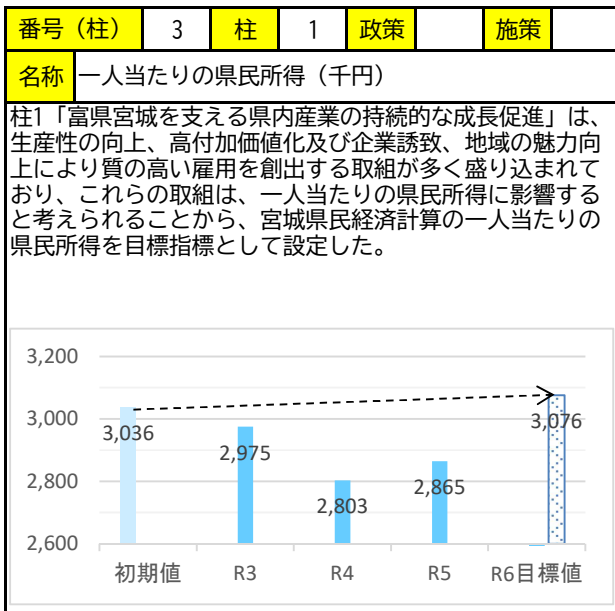 番号（柱） 3 柱 1 政策 施策
名称 一人当たりの県民所得（千円）
柱1「富県宮城を支える県内産業の持続的な成長促進」は、
生産性の向上、高付加価値化及び企業誘致、地域の魅力向
上により質の高い雇用を創出する取組が多く盛り込まれて
おり、これらの取組は、一人当たりの県民所得に影響する
と考えられることから、宮城県民経済計算の一人当たりの
県民所得を目標指標として設定した。
3,200
3,000
2,800
2,600
3,036
2,975
2,803
2,865
3,076
初期値 R3 R4 R5 R6目標値